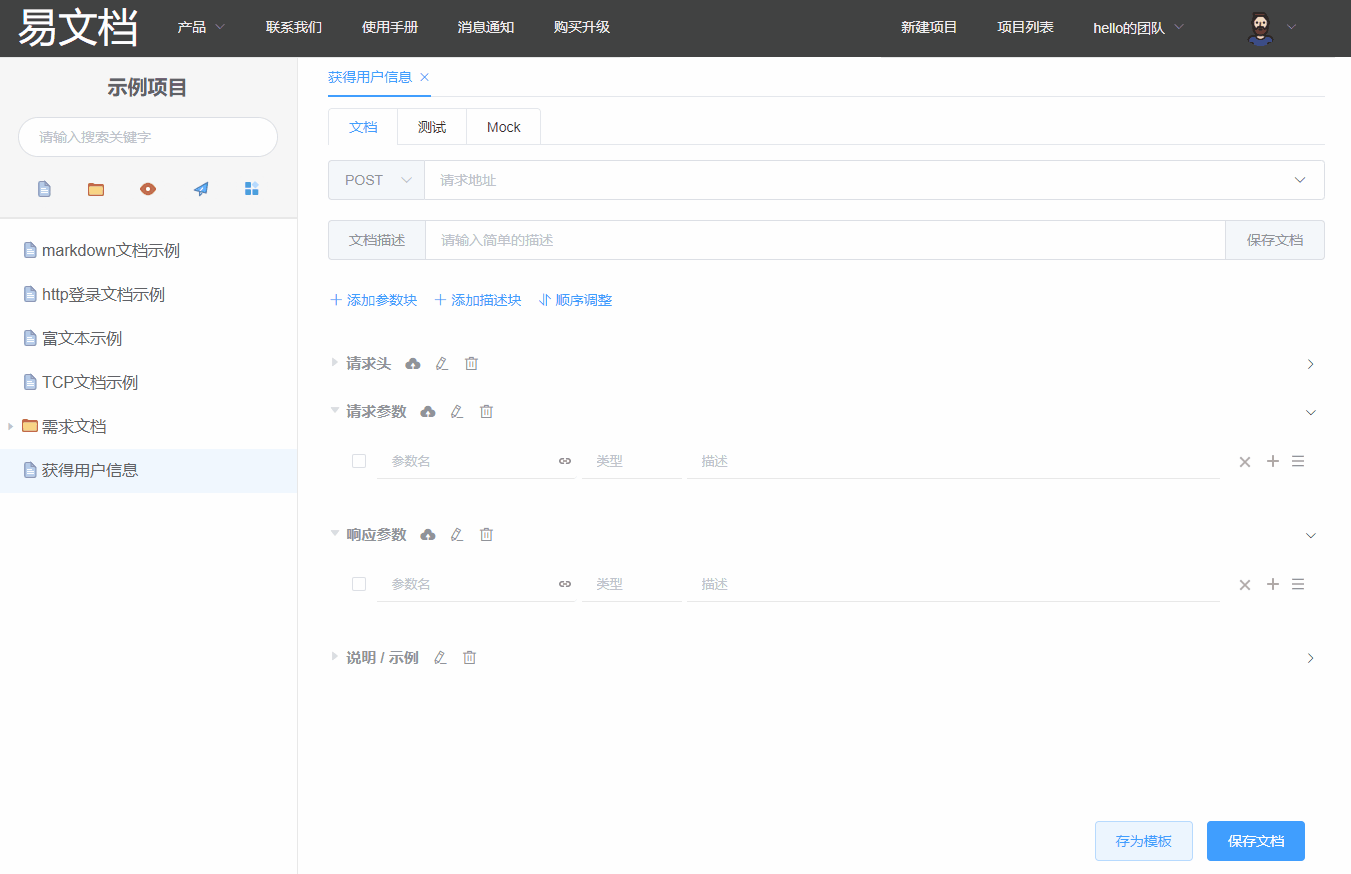 易文档 产品 联系我们 使用手册 消息通知 购买升级 新建项目 项目列表 hello的团队
示例项目
请输入搜索关键字
markdown文档示例
http登录文档示例
富文本示例
TCP文档示例
需求文档
获得用户信息
获得用户信息
文档 测试 Mock
POST 请求地址
文档描述 请输入简单的描述 保存文档
添加参数块 添加描述块 顺序调整
请求头
请求参数
参数名 类型 描述
响应参数
参数名 类型 描述
说明 / 示例
存为模板 保存文档